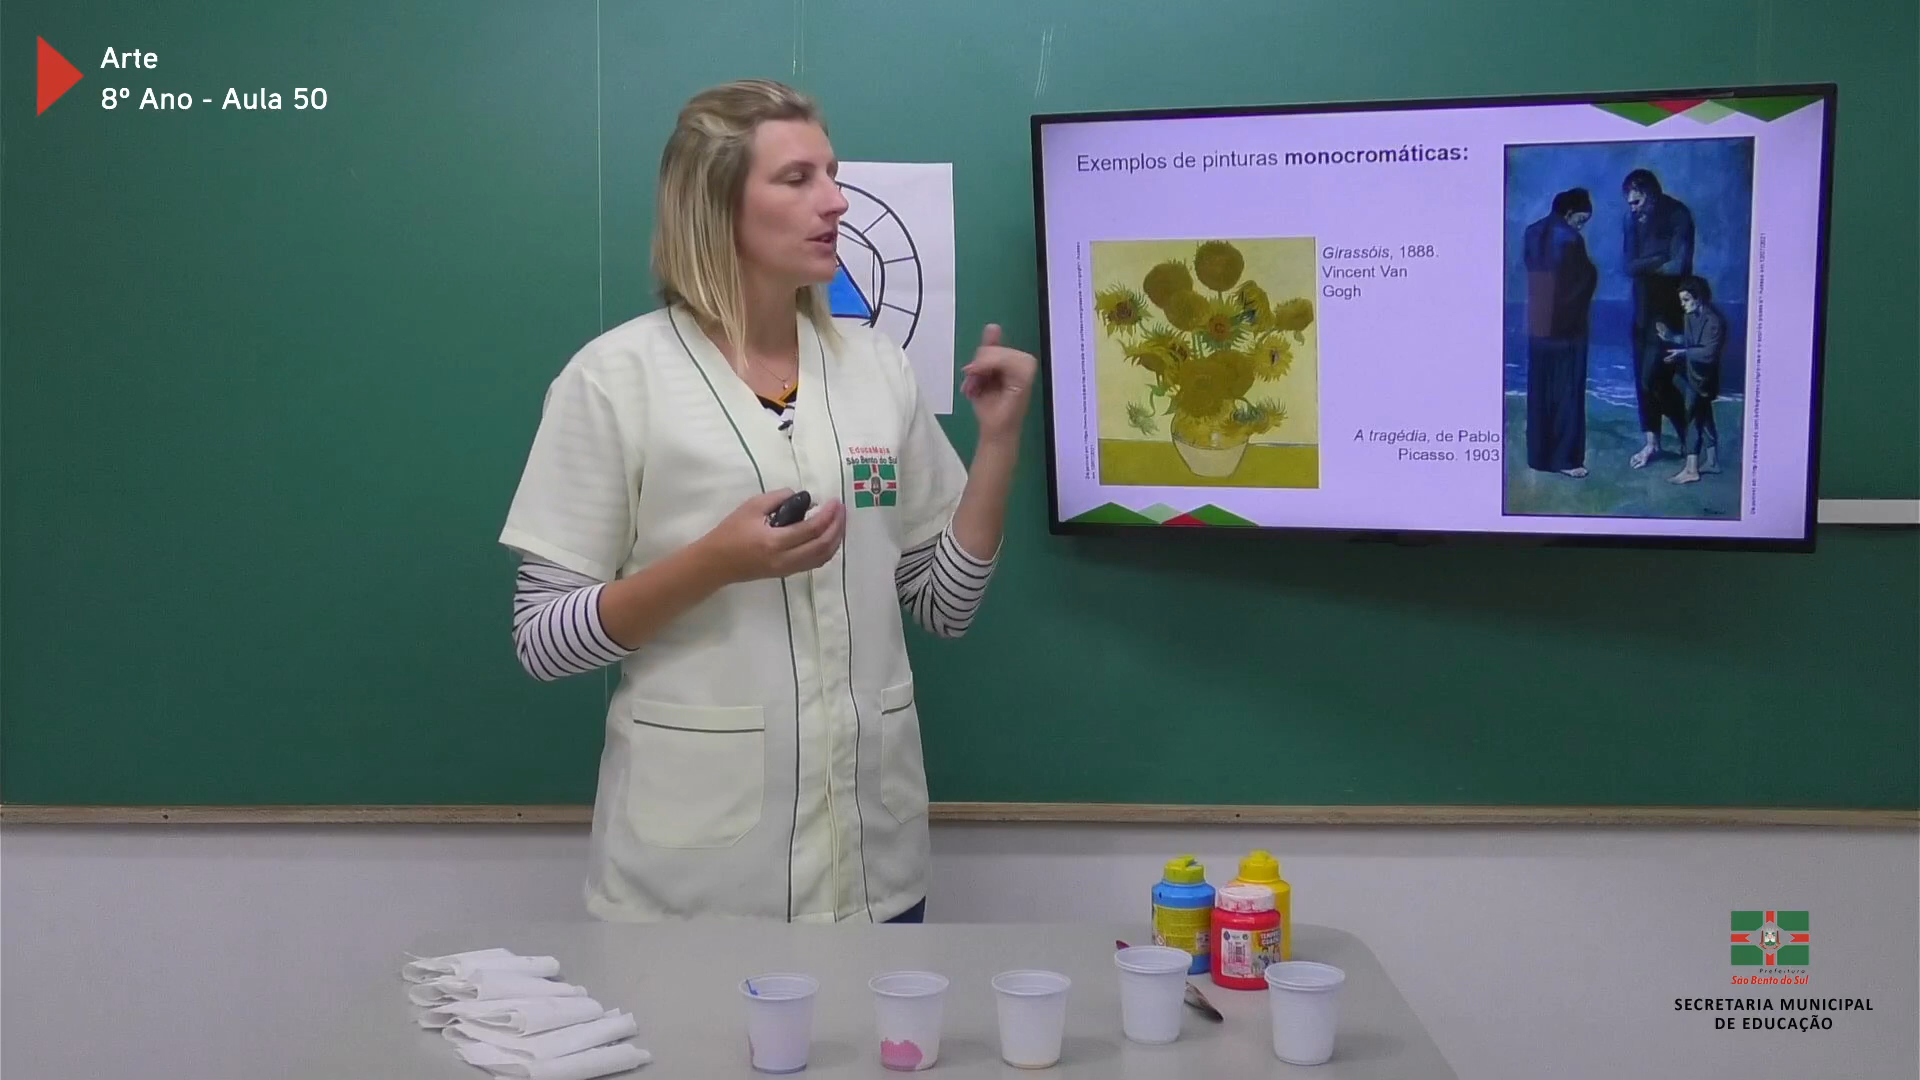 Arte
8º Ano - Aula 50
Exemplos de pinturas monocromáticas:
Girassóis, 1888.
Vincent Van
Gogh
A tragédia, de Pablo
Picasso. 1903
EducaMais
São Bento do Sul
Prefeitura
São Bento do Sul
SECRETARIA MUNICIPAL
DE EDUCAÇÃO